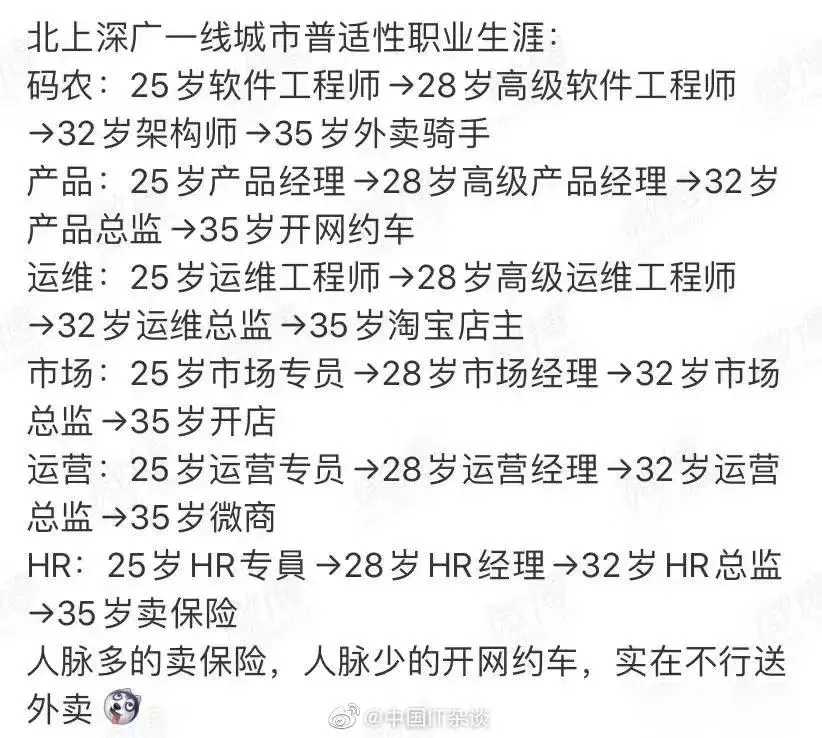 北上深广一线城市普适性职业生涯：
码农：25岁软件工程师→28岁高级软件工程师
→32岁架构师→35岁外卖骑手
产品：25岁产品经理→28岁高级产品经理→32岁
产品总监→35岁开网约车
运维：25岁运维工程师→28岁高级运维工程师
→32岁运维总监→35岁淘宝店主
市场：25岁市场专员→28岁市场经理→32岁市场
总监→35岁开店
运营：25岁运营专员→28岁运营经理→32岁运营
总监→35岁微商
HR：25岁HR专員→28岁HR经理→32岁HR总监
→35岁卖保险
人脉多的卖保险，人脉少的开网约车，实在不行送
外卖
@中国IT杂谈